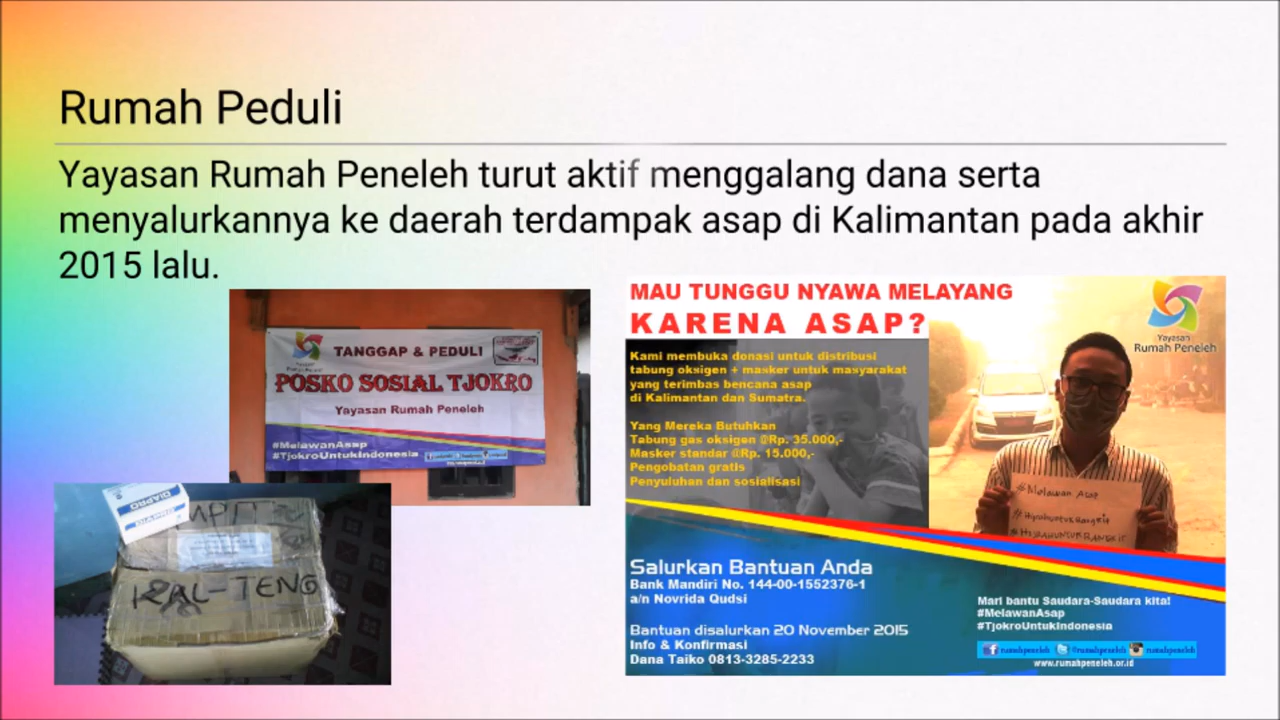 Rumah Peduli
Yayasan Rumah Peneleh turut aktif menggalang dana serta
menyalurkannya ke daerah terdampak asap di Kalimantan pada akhir
2015 lalu.
TANGGAP & PEDULI
POSKO SOSIAL TJOKRO
Yayasan Rumah Peneleh
#MelawanAsap
#TjokroUntukIndonesia
DIAPRO
KAL-TENG
MAU TUNGGU NYAWA MELAYANG
KARENA ASAP?
Kami membuka donasi untuk distribusi
tabung oksigen + masker untuk masyarakat
yang terimbas bencana asap
di Kalimantan dan Sumatra.
Yang Mereka Butuhkan
Tabung gas oksigen @Rp. 35.000,-
Masker standar @Rp. 15.000,-
Pengobatan gratis
Penyuluhan dan sosialisasi
Yayasan
Rumah Peneleh
#Melawan Asap
#HijrahuntukBangkit
#HIJRAHUNTUKBANGKIT
Salurkan Bantuan Anda
Bank Mandiri No. 144-00-1552376-1
a/n Novrida Qudsi
Bantuan disalurkan 20 November 2015
Info & Konfirmasi
Dana Taiko 0813-3285-2233
Mari bantu Saudara-Saudara kita!
#MelawanAsap
#TjokroUntukIndonesia
rumahpeneleh @rumahpeneleh rumahpeneleh
www.rumahpeneleh.or.id